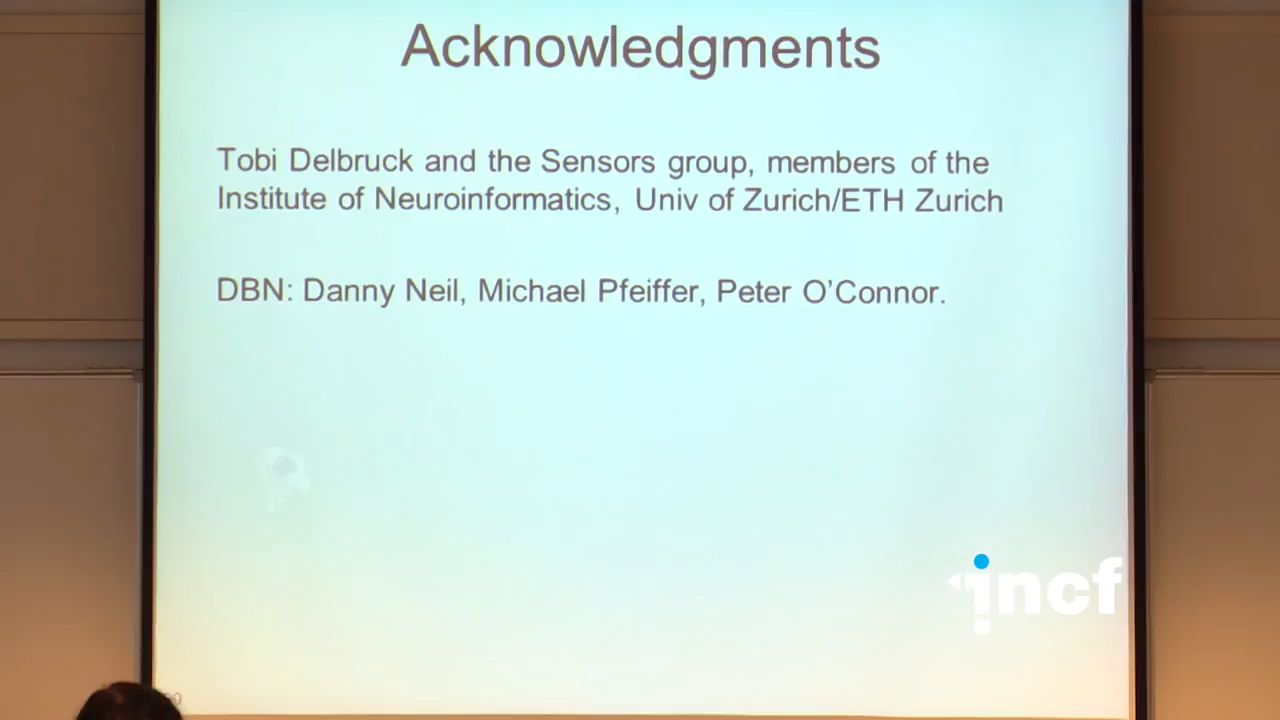 Acknowledgments
Tobi Delbruck and the Sensors group, members of the
Institute of Neuroinformatics, Univ of Zurich/ETH Zurich
DBN: Danny Neil, Michael Pfeiffer, Peter O'Connor.
incf